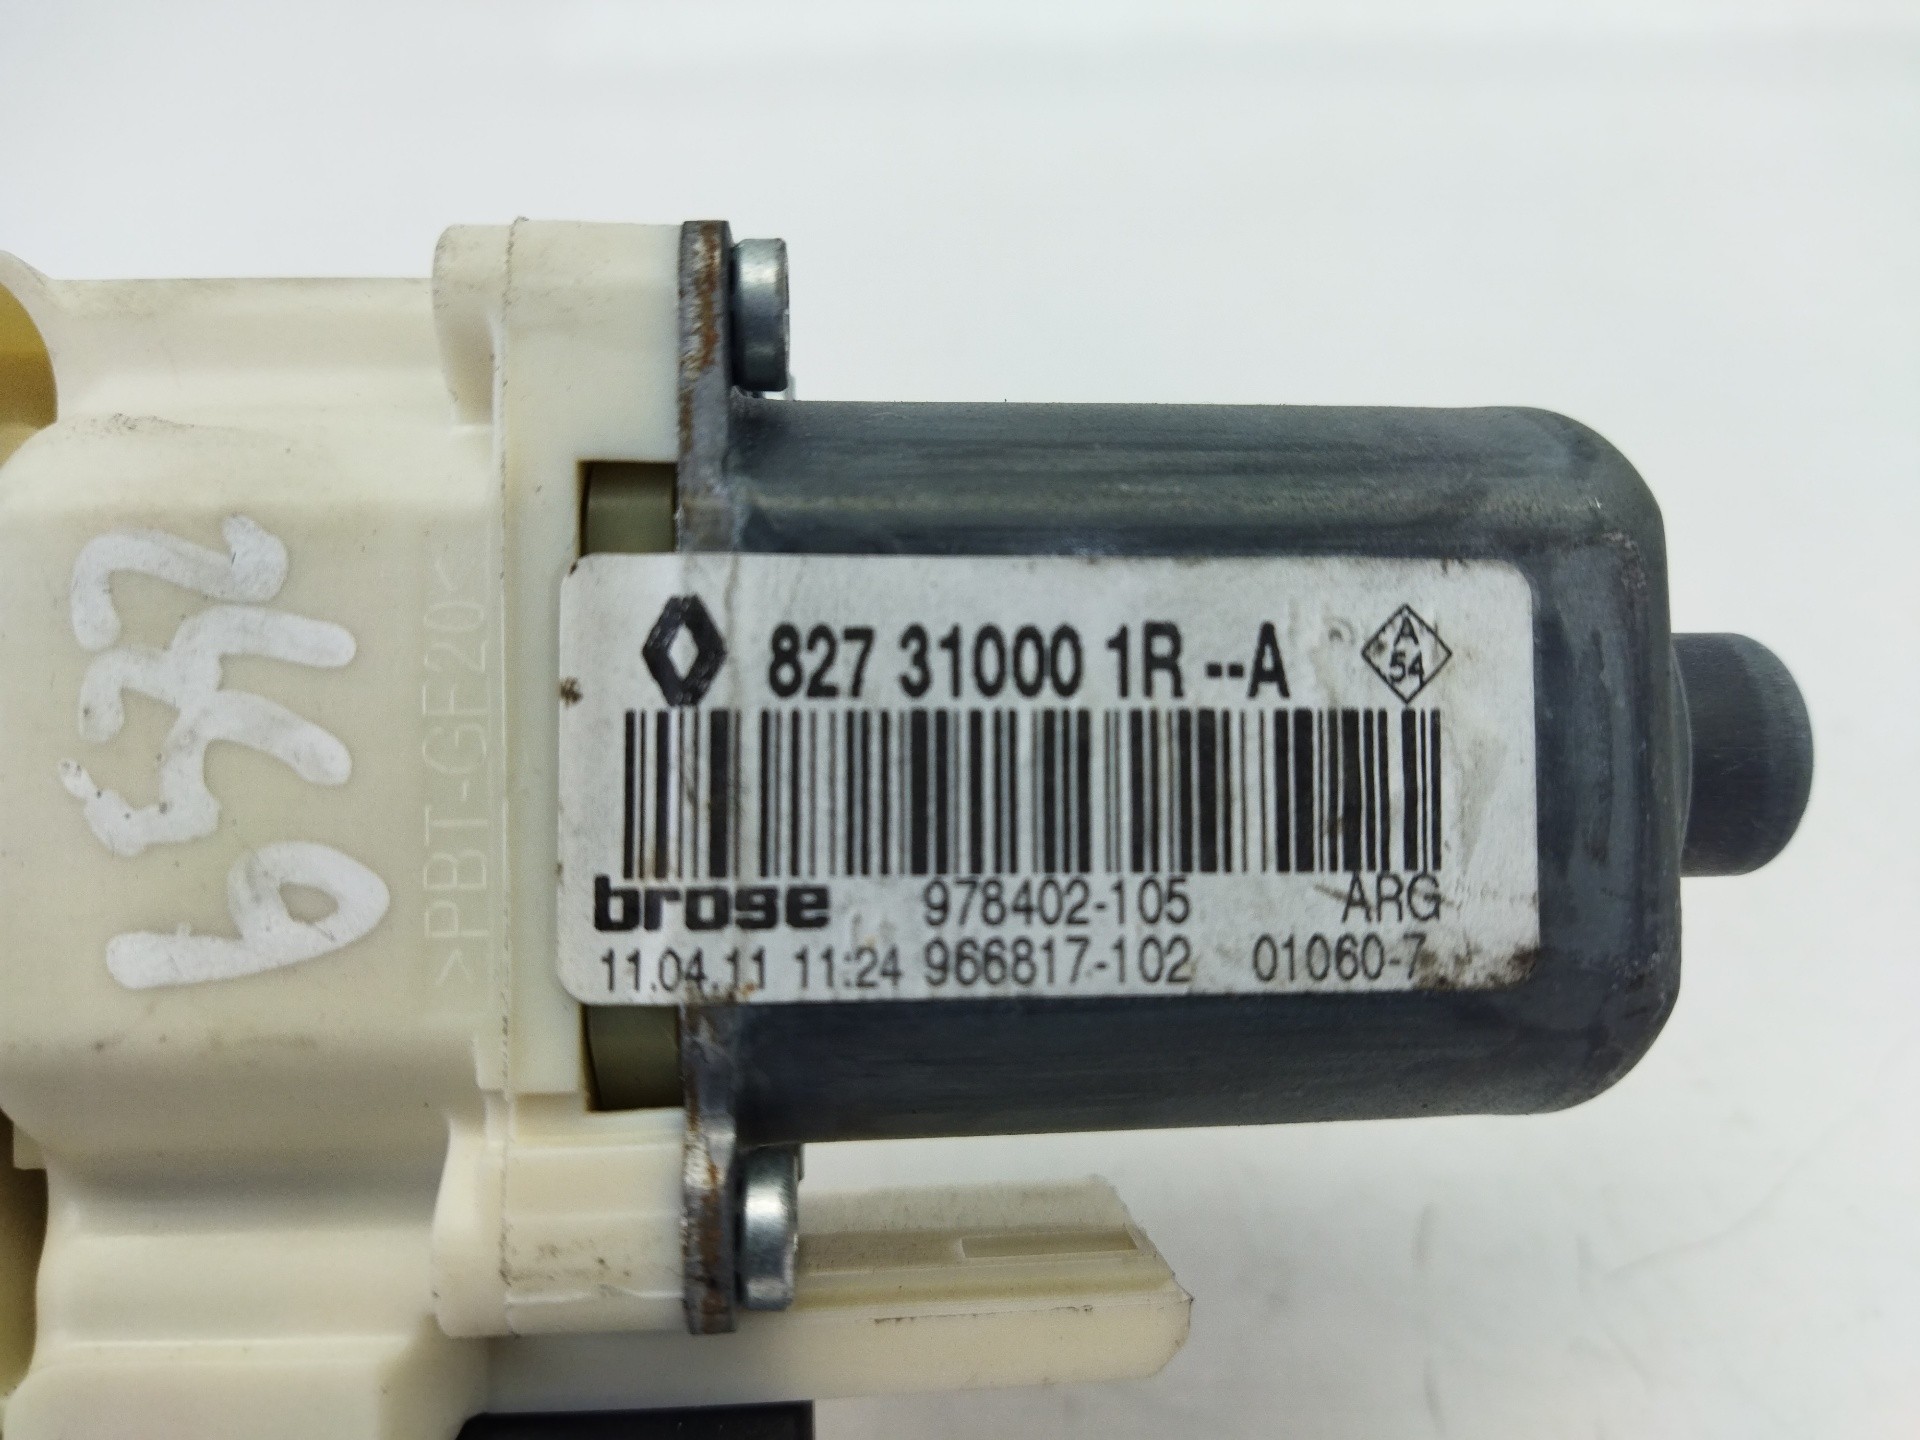 827 31000 1R --A
A
54
brose 978402-105 ARG
11.04.11 11:24 966817-102 01060-7
>PBT-GF20<